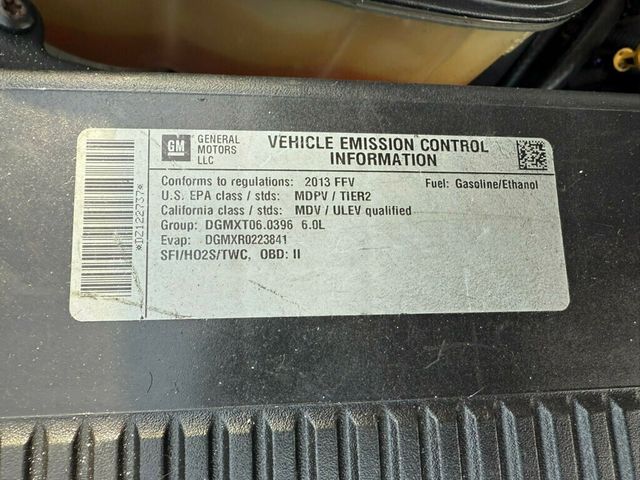 GM
GENERAL
MOTORS
LLC
VEHICLE EMISSION CONTROL
INFORMATION
Conforms to regulations: 2013 FFV
Fuel: Gasoline/Ethanol
U.S. EPA class / stds: MDPV / TIER2
California class / stds: MDV / ULEV qualified
Group: DGMXT06.0396 6.0L
Evap: DGMXR0223841
SFI/HO2S/TWC, OBD: II
*DZ122737*